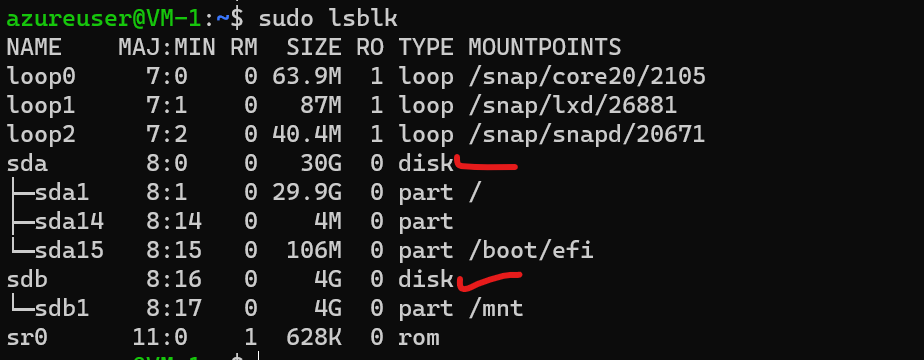 azureuser@VM-1:~$ sudo lsblk
NAME    MAJ:MIN RM  SIZE RO TYPE MOUNTPOINTS
loop0     7:0    0 63.9M  1 loop /snap/core20/2105
loop1     7:1    0   87M  1 loop /snap/lxd/26881
loop2     7:2    0 40.4M  1 loop /snap/snapd/20671
sda       8:0    0   30G  0 disk
├─sda1    8:1    0 29.9G  0 part /
├─sda14   8:14   0    4M  0 part
└─sda15   8:15   0  106M  0 part /boot/efi
sdb       8:16   0    4G  0 disk
└─sdb1    8:17   0    4G  0 part /mnt
sr0      11:0    1  628K  0 rom